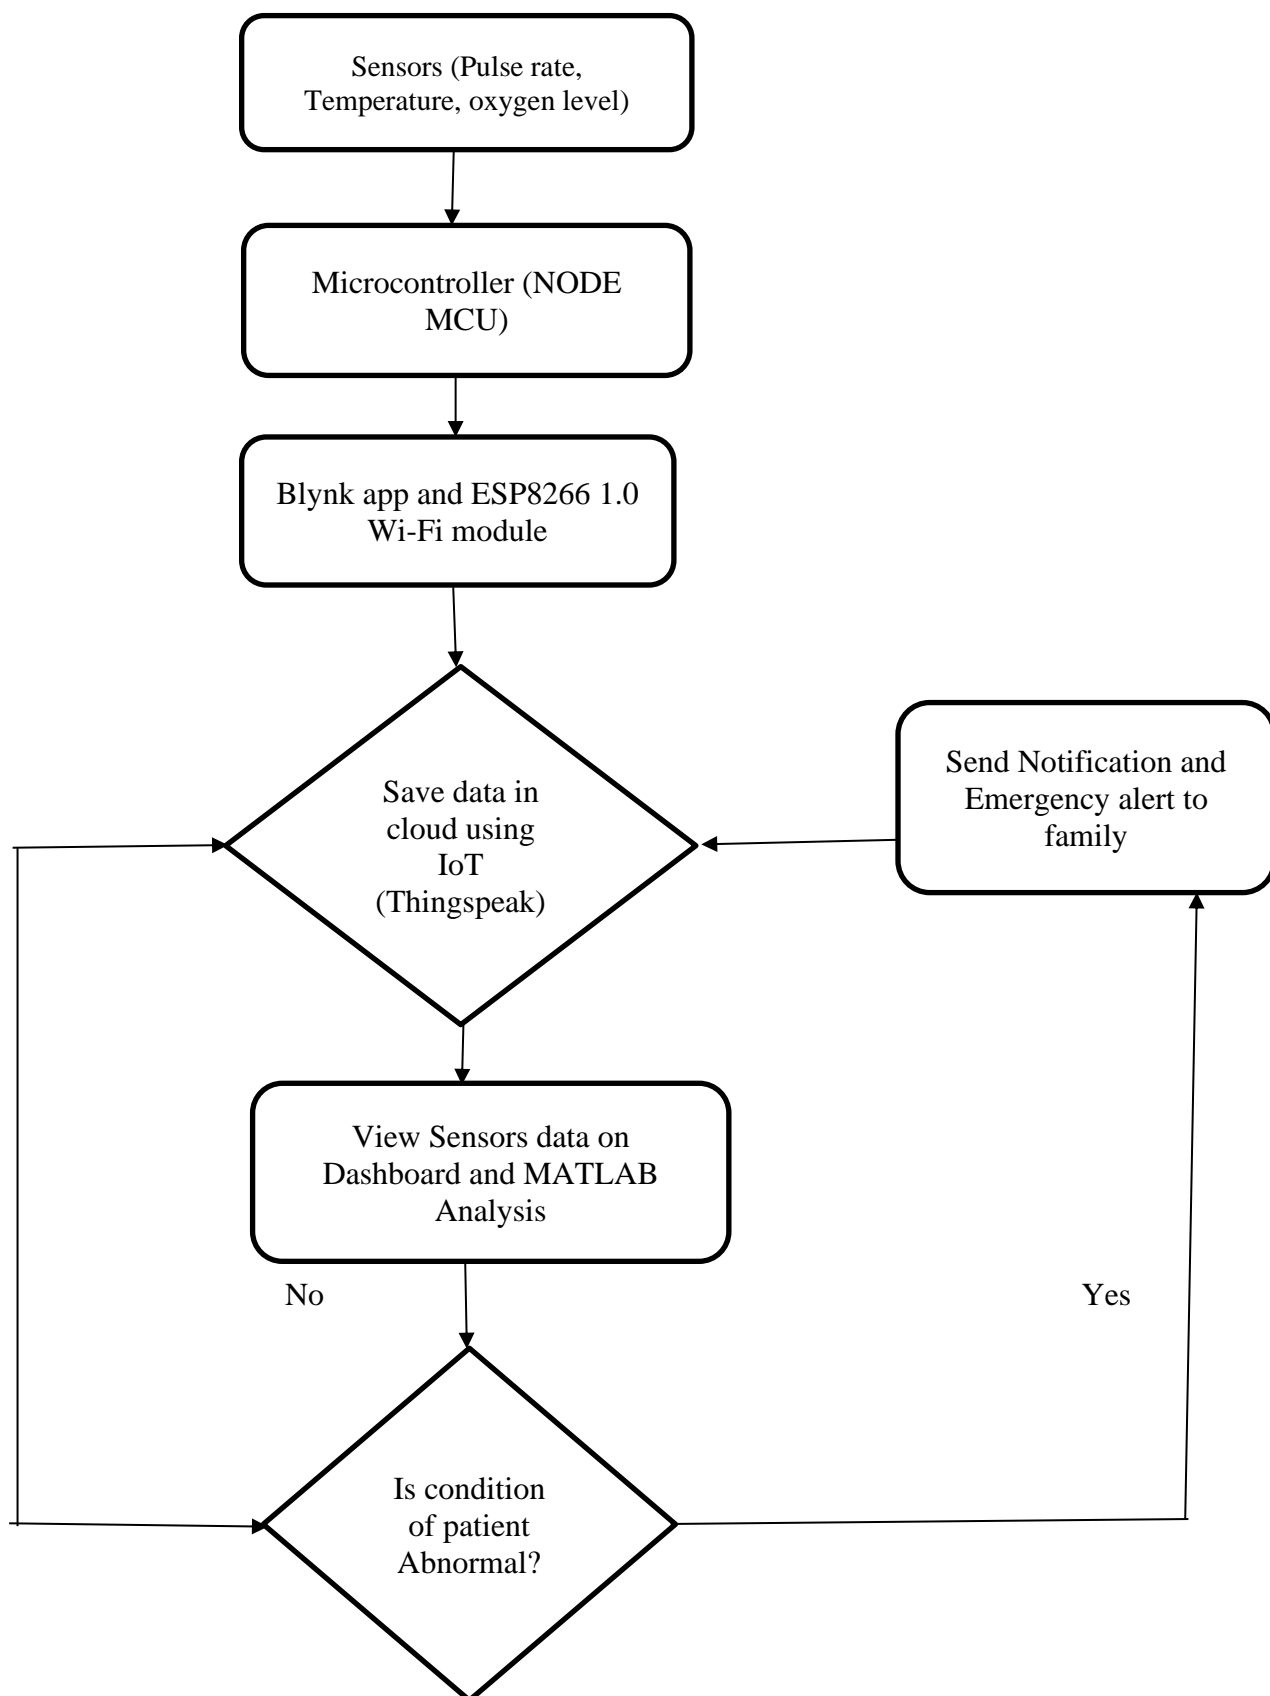 Sensors (Pulse rate,
Temperature, oxygen level)
Microcontroller (NODE
MCU)
Blynk app and ESP8266 1.0
Wi-Fi module
Save data in
cloud using
IoT
(Thingspeak)
Send Notification and
Emergency alert to
family
View Sensors data on
Dashboard and MATLAB
Analysis
No
Yes
Is condition
of patient
Abnormal?